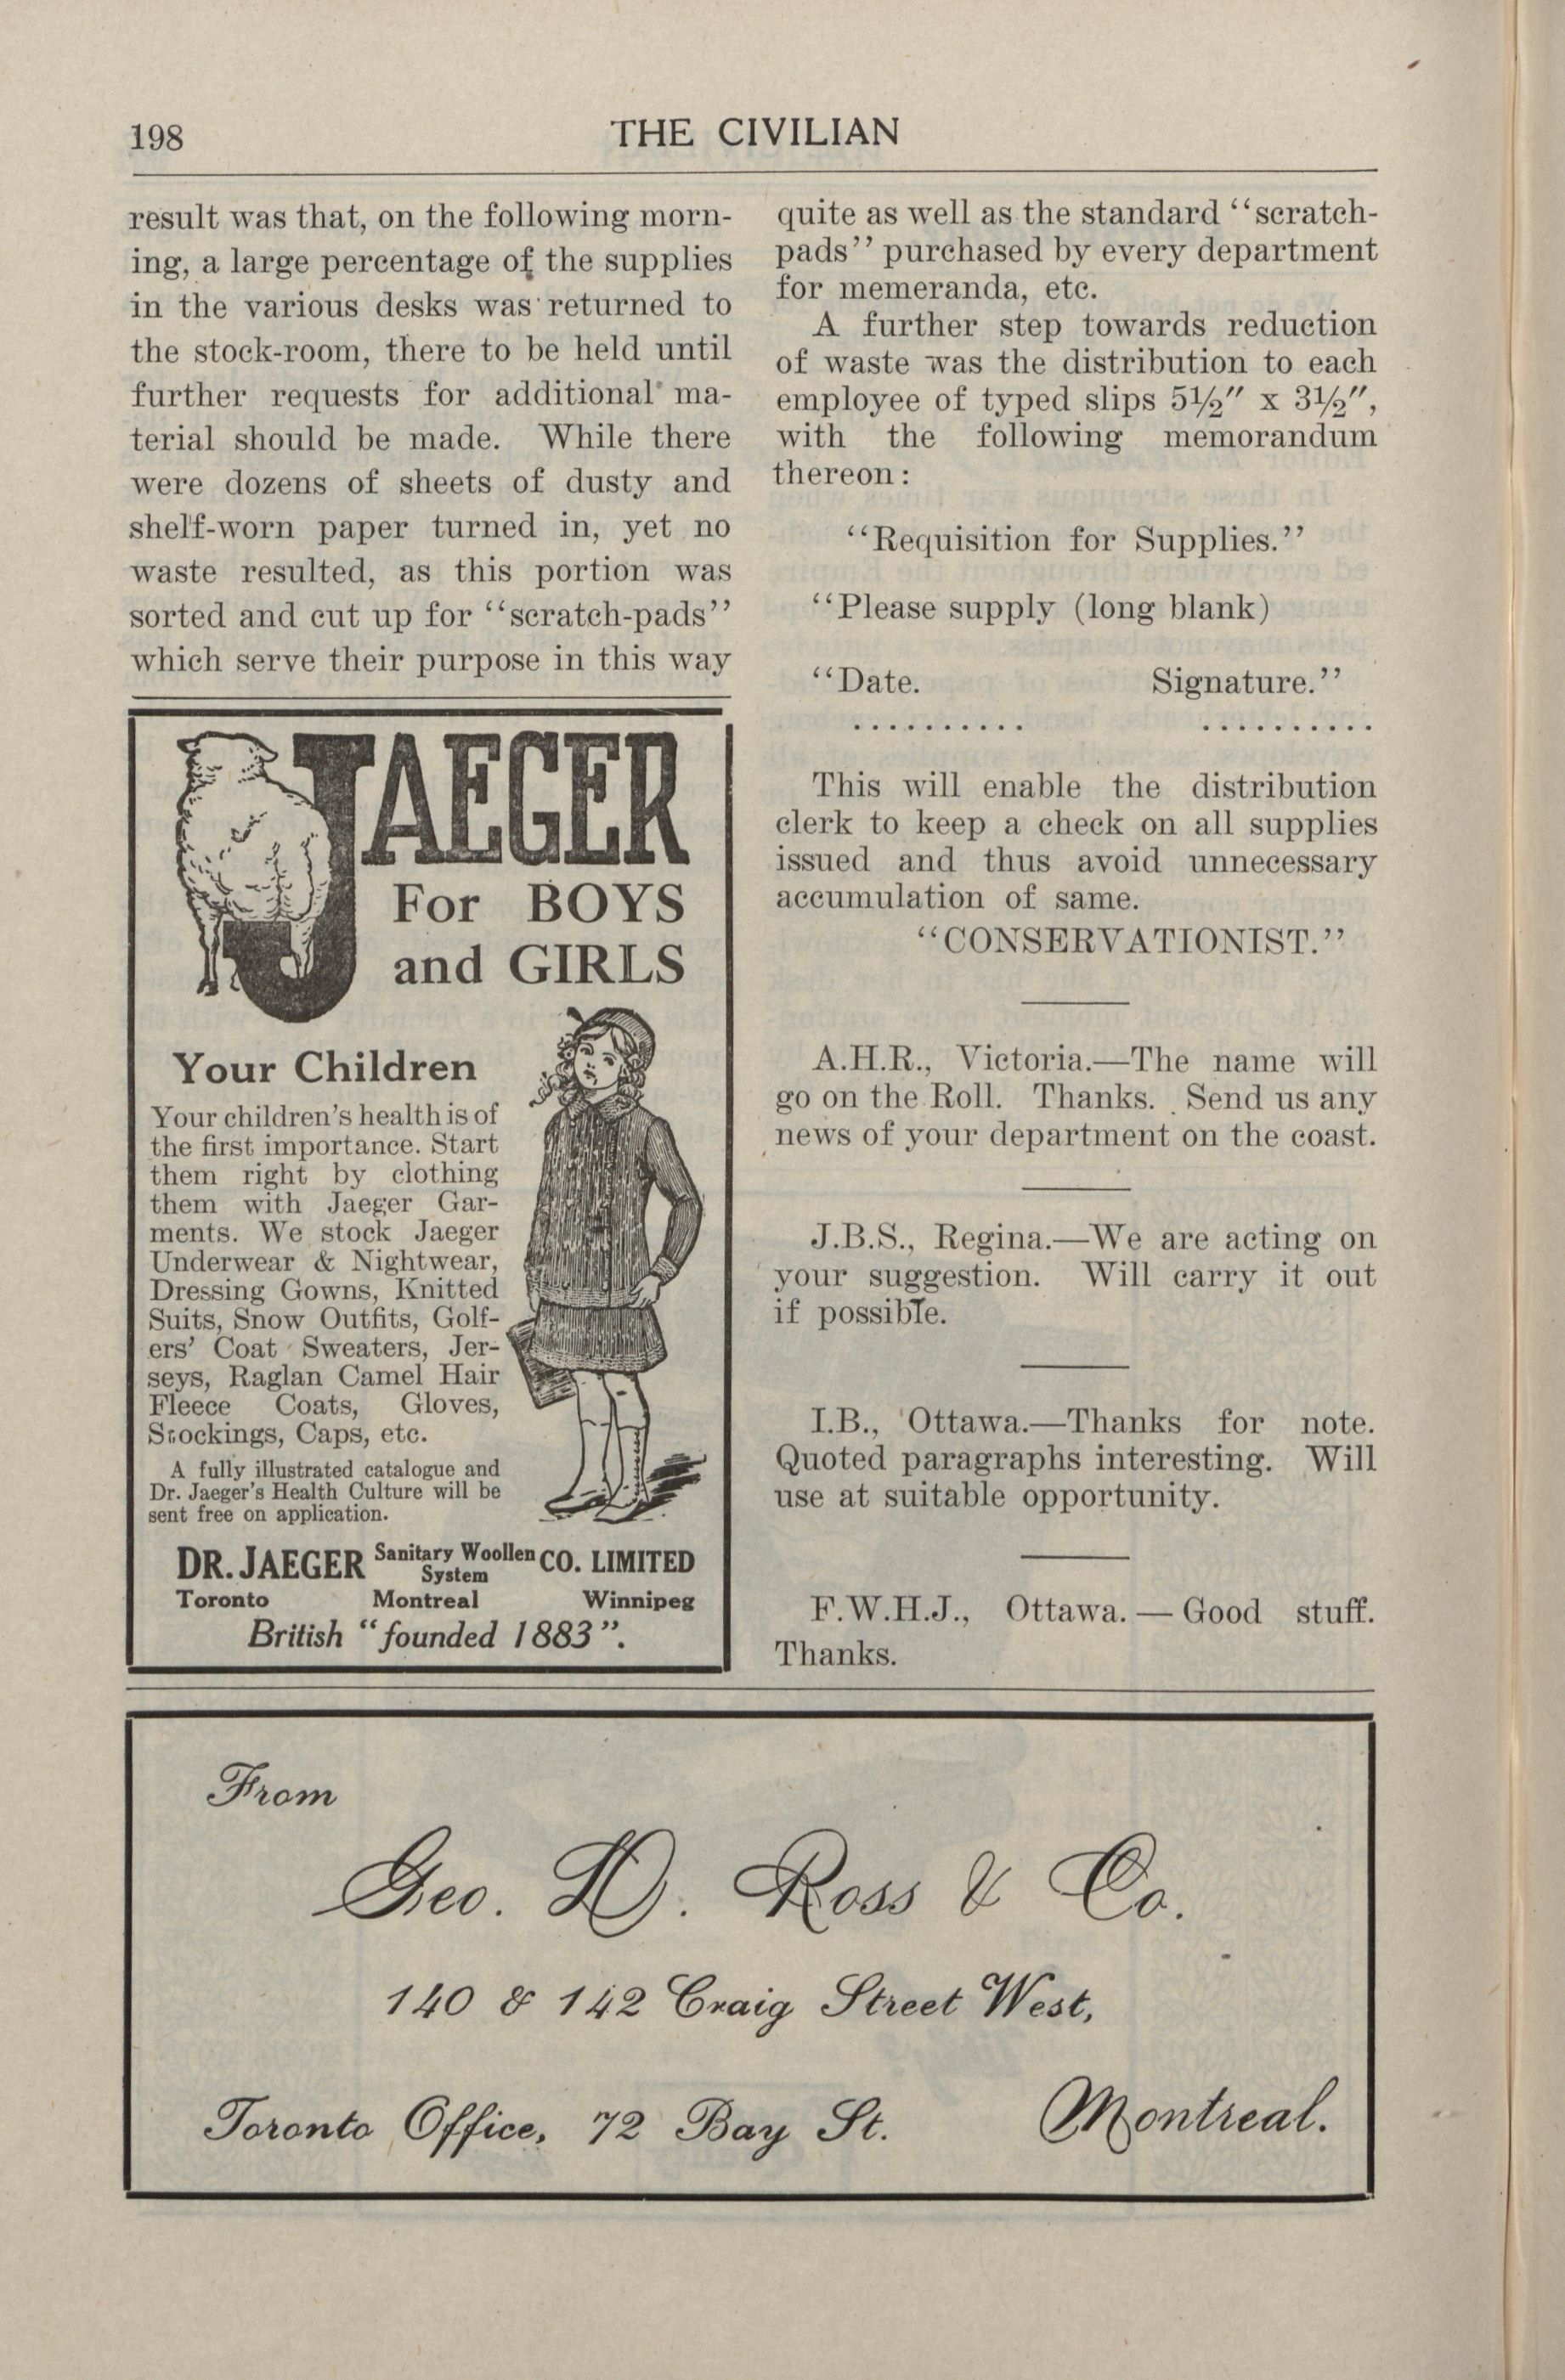 198
THE CIVILIAN
result was that, on the following morn-
ing, a large percentage of the supplies
in the various desks was returned to
the stock-room, there to be held until
further requests for additional ma-
terial should be made. While there
were dozens of sheets of dusty and
shelf-worn paper turned in, yet no
waste resulted, as this portion was
sorted and cut up for "scratch-pads"
which serve their purpose in this way
JAEGER
For BOYS
and GIRLS
Your Children
Your children's health is of
the first importance. Start
them right by clothing
them with Jaeger Gar-
ments. We stock Jaeger
Underwear & Nightwear,
Dressing Gowns, Knitted
Suits, Snow Outfits, Golf-
ers' Coat Sweaters, Jer-
seys, Raglan Camel Hair
Fleece Coats, Gloves,
Stockings, Caps, etc.
A fully illustrated catalogue and
Dr. Jaeger's Health Culture will be
sent free on application.
DR. JAEGER Sanitary Woollen System CO. LIMITED
Toronto Montreal Winnipeg
British "founded 1883".
quite as well as the standard "scratch-
pads" purchased by every department
for memeranda, etc.
A further step towards reduction
of waste was the distribution to each
employee of typed slips 5½″ x 3½″,
with the following memorandum
thereon:
"Requisition for Supplies."
"Please supply (long blank)
"Date. Signature."
.......... ..........
This will enable the distribution
clerk to keep a check on all supplies
issued and thus avoid unnecessary
accumulation of same.
"CONSERVATIONIST."
A.H.R., Victoria.—The name will
go on the Roll. Thanks. Send us any
news of your department on the coast.
J.B.S., Regina.—We are acting on
your suggestion. Will carry it out
if possible.
I.B., Ottawa.—Thanks for note.
Quoted paragraphs interesting. Will
use at suitable opportunity.
F.W.H.J., Ottawa.—Good stuff.
Thanks.
From
Geo. D. Ross & Co.
140 & 142 Craig Street West,
Toronto Office, 72 Bay St. Montreal.